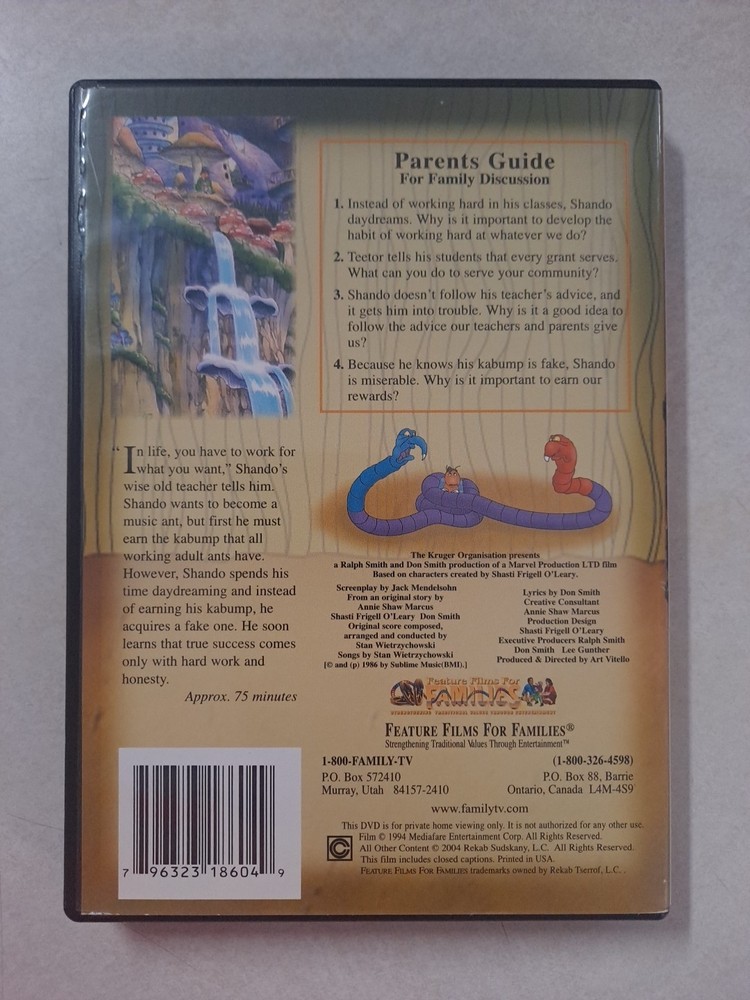 Parents Guide
For Family Discussion
1. Instead of working hard in his classes, Shando
daydreams. Why is it important to develop the
habit of working hard at whatever we do?
2. Teetor tells his students that every grant serves.
What can you do to serve your community?
3. Shando doesn't follow his teacher's advice, and
it gets him into trouble. Why is it a good idea to
follow the advice our teachers and parents give
us?
4. Because he knows his kabump is fake, Shando
is miserable. Why is it important to earn our
rewards?
"In life, you have to work for
what you want," Shando's
wise old teacher tells him.
Shando wants to become a
music ant, but first he must
earn the kabump that all
working adult ants have.
However, Shando spends his
time daydreaming and instead
of earning his kabump, he
acquires a fake one. He soon
learns that true success comes
only with hard work and
honesty.
Approx. 75 minutes
The Kruger Organisation presents
a Ralph Smith and Don Smith production of a Marvel Production LTD film
Based on characters created by Shasti Frigell O'Leary.
Screenplay by Jack Mendelsohn
From an original story by
Annie Shaw Marcus
Shasti Frigell O'Leary Don Smith
Original score composed,
arranged and conducted by
Stan Wietrzychowski
Songs by Stan Wietrzychowski
[© and (p) 1986 by Sublime Music(BMI).]
Lyrics by Don Smith
Creative Consultant
Annie Shaw Marcus
Production Design
Shasti Frigell O'Leary
Executive Producers Ralph Smith
Don Smith Lee Gunther
Produced & Directed by Art Vitello
Feature Films For
FAMILIES
STRENGTHENING TRADITIONAL VALUES THROUGH ENTERTAINMENT
FEATURE FILMS FOR FAMILIES®
Strengthening Traditional Values Through Entertainment™
1-800-FAMILY-TV (1-800-326-4598)
P.O. Box 572410 P.O. Box 88, Barrie
Murray, Utah 84157-2410 Ontario, Canada L4M-4S9
www.familytv.com
This DVD is for private home viewing only. It is not authorized for any other use.
Film © 1994 Mediafare Entertainment Corp. All Rights Reserved.
All Other Content © 2004 Rekab Sudskany, L.C. All Rights Reserved.
This film includes closed captions. Printed in USA.
FEATURE FILMS FOR FAMILIES trademarks owned by Rekab Tserrof, L.C. .
7 96323 18604 9